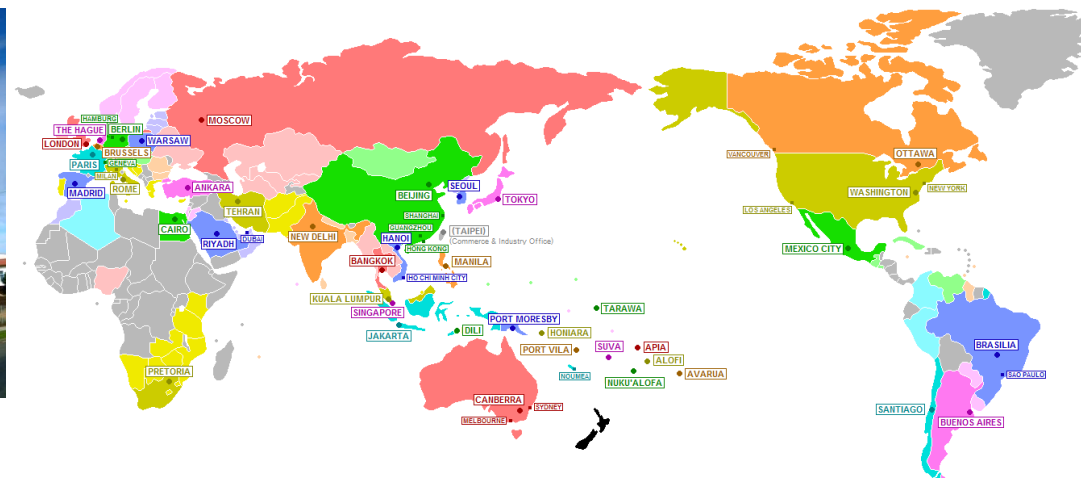 HAMBURG
THE HAGUE
BERLIN
MOSCOW
LONDON
WARSAW
BRUSSELS
PARIS
GENEVA
MILAN
ROME
MADRID
ANKARA
TEHRAN
CAIRO
RIYADH
DUBAI
NEW DELHI
BEIJING
SEOUL
TOKYO
SHANGHAI
GUANGZHOU
(TAIPEI)
(Commerce & Industry Office)
HANOI
HONG KONG
BANGKOK
MANILA
HO CHI MINH CITY
KUALA LUMPUR
SINGAPORE
JAKARTA
DILI
PORT MORESBY
TARAWA
HONIARA
PORT VILA
SUVA
APIA
ALOFI
NOUMEA
NUKU'ALOFA
AVARUA
CANBERRA
SYDNEY
MELBOURNE
PRETORIA
VANCOUVER
OTTAWA
WASHINGTON
NEW YORK
LOS ANGELES
MEXICO CITY
BRASILIA
SAO PAULO
SANTIAGO
BUENOS AIRES